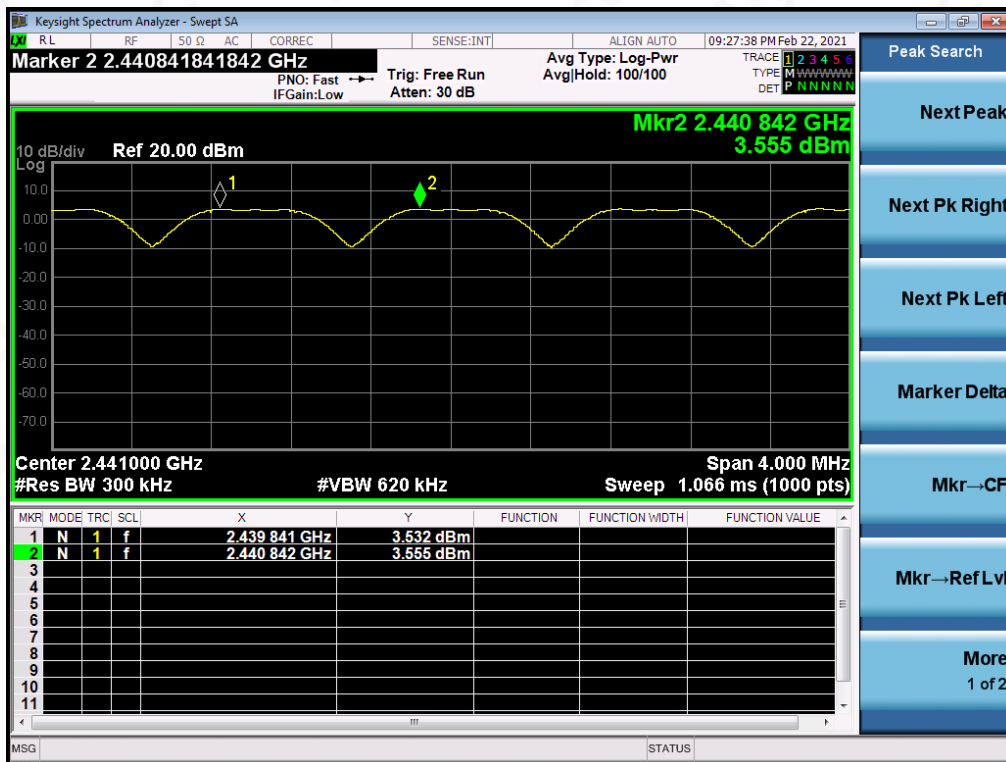 Keysight Spectrum Analyzer - Swept SA
LXI RL RF 50 Ω AC CORREC SENSE:INT ALIGN AUTO 09:27:38 PM Feb 22, 2021
Marker 2 2.440841841842 GHz
PNO: Fast
IFGain:Low
Trig: Free Run
Atten: 30 dB
Avg Type: Log-Pwr
Avg|Hold: 100/100
TRACE 1 2 3 4 5 6
TYPE M WWWWW
DET P N N N N N
Mkr2 2.440 842 GHz
3.555 dBm
10 dB/div Ref 20.00 dBm
Log
10.0
0.00
-10.0
-20.0
-30.0
-40.0
-50.0
-60.0
-70.0
1
2
Center 2.441000 GHz Span 4.000 MHz
#Res BW 300 kHz #VBW 620 kHz Sweep 1.066 ms (1000 pts)
MKR MODE TRC SCL X Y FUNCTION FUNCTION WIDTH FUNCTION VALUE
1 N 1 f 2.439 841 GHz 3.532 dBm
2 N 1 f 2.440 842 GHz 3.555 dBm
3
4
5
6
7
8
9
10
11
MSG STATUS
Peak Search
Next Peak
Next Pk Right
Next Pk Left
Marker Delta
Mkr→CF
Mkr→Ref Lvl
More
1 of 2